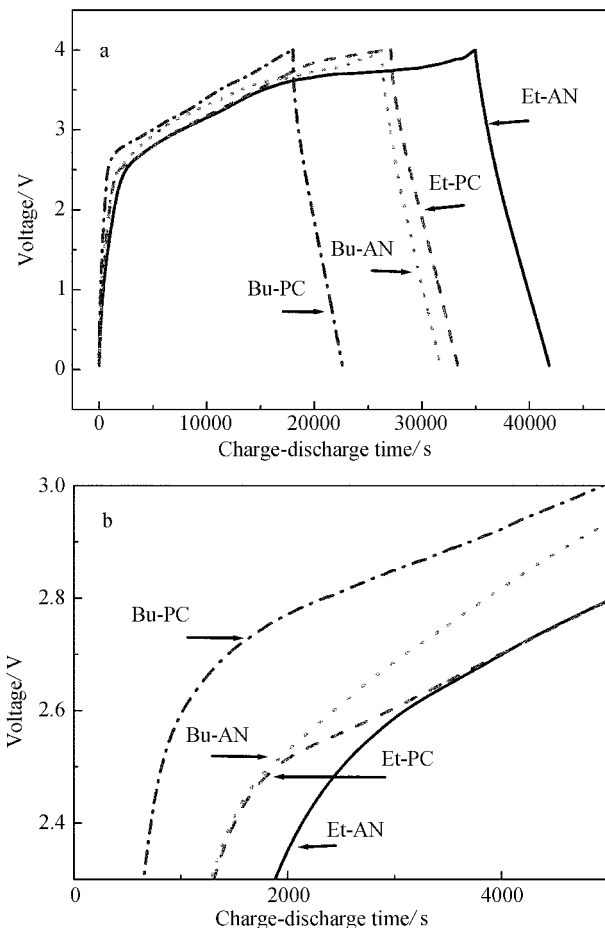 a
5
4
3
2
1
0
Voltage/ V
Et-AN
Et-PC
Bu-AN
Bu-PC
0 10000 20000 30000 40000
Charge-discharge time/ s
b
3.0
2.8
2.6
2.4
Voltage/ V
Bu-PC
Bu-AN
Et-PC
Et-AN
2000 4000
Charge-discharge time/ s